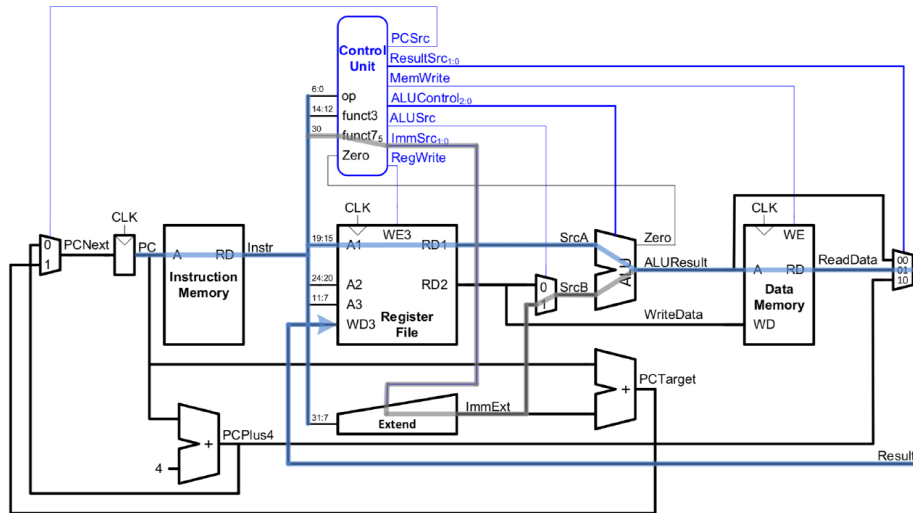 PCSrc
Control
Unit
ResultSrc1:0
MemWrite
6:0
op
ALUControl2:0
14:12
funct3
ALUSrc
30
funct75
ImmSrc1:0
Zero
RegWrite
CLK
CLK
CLK
0
1
PCNext
PC
A
RD
Instr
Instruction
Memory
19:15
A1
WE3
RD1
SrcA
Zero
WE
24:20
A2
RD2
0
1
SrcB
ALU
ALUResult
A
RD
ReadData
00
01
10
11:7
A3
Data
Memory
WD3
Register
File
WriteData
WD
+
PCTarget
ImmExt
31:7
Extend
PCPlus4
+
4
Result